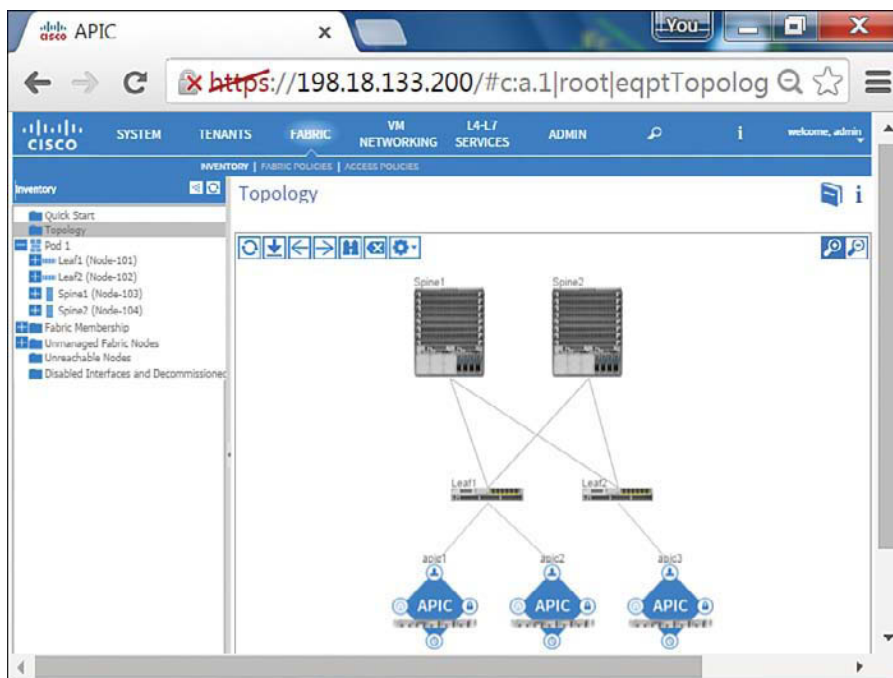 CISCO APIC
You
https://198.18.133.200/#c:a.1|root|eqptTopolog
CISCO SYSTEM TENANTS FABRIC VM NETWORKING L4-L7 SERVICES ADMIN i welcome, admin
INVENTORY | FABRIC POLICIES | ACCESS POLICIES
Inventory
Topology i
Quick Start
Topology
Pod 1
Leaf1 (Node-101)
Leaf2 (Node-102)
Spine1 (Node-103)
Spine2 (Node-104)
Fabric Membership
Unmanaged Fabric Nodes
Unreachable Nodes
Disabled Interfaces and Decommissioned
Spine1 Spine2
Leaf1 Leaf2
apic1 apic2 apic3
APIC APIC APIC